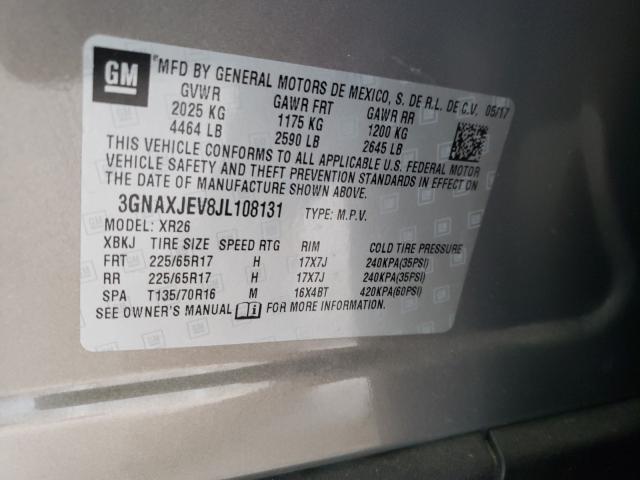 GM
®MFD BY GENERAL MOTORS DE MEXICO, S. DE R.L. DE C.V. 05/17
GVWR GAWR FRT GAWR RR
2025 KG 1175 KG 1200 KG
4464 LB 2590 LB 2645 LB
THIS VEHICLE CONFORMS TO ALL APPLICABLE U.S. FEDERAL MOTOR
VEHICLE SAFETY AND THEFT PREVENTION STANDARDS IN EFFECT ON
THE DATE OF MANUFACTURE SHOWN ABOVE.
3GNAXJEV8JL108131 TYPE: M.P.V.
MODEL: XR26
XBKJ TIRE SIZE SPEED RTG RIM COLD TIRE PRESSURE
FRT 225/65R17 H 17X7J 240KPA(35PSI)
RR 225/65R17 H 17X7J 240KPA(35PSI)
SPA T135/70R16 M 16X4BT 420KPA(60PSI)
SEE OWNER'S MANUAL FOR MORE INFORMATION.